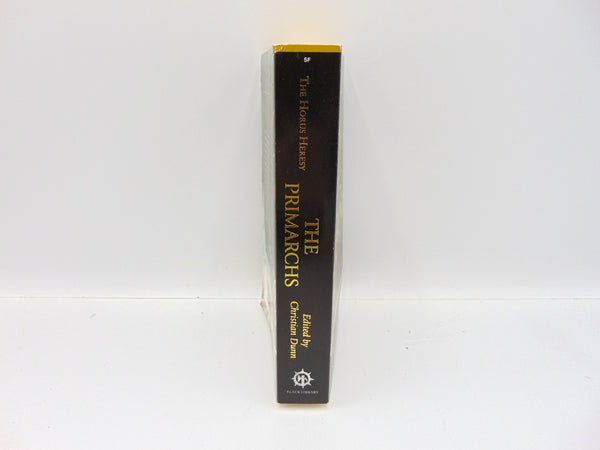 SF
THE HORUS HERESY
THE
PRIMARCHS
Edited by
Christian Dunn
BLACK LIBRARY